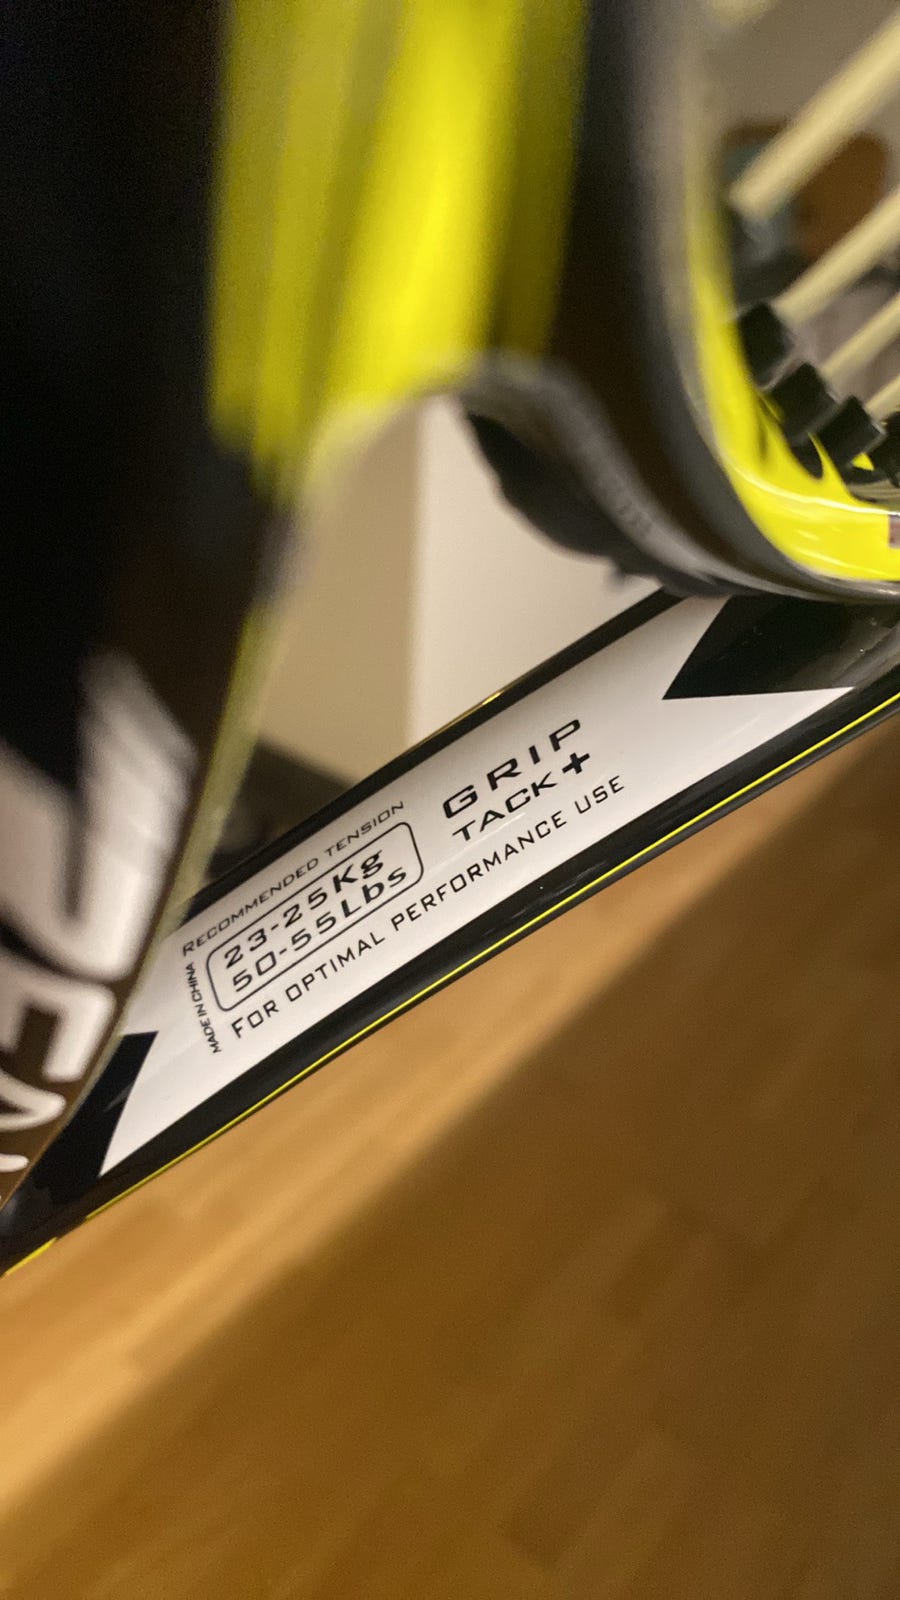 RECOMMENDED TENSION
23-25Kg
50-55Lbs
MADE IN CHINA
GRIP
TACK+
FOR OPTIMAL PERFORMANCE USE